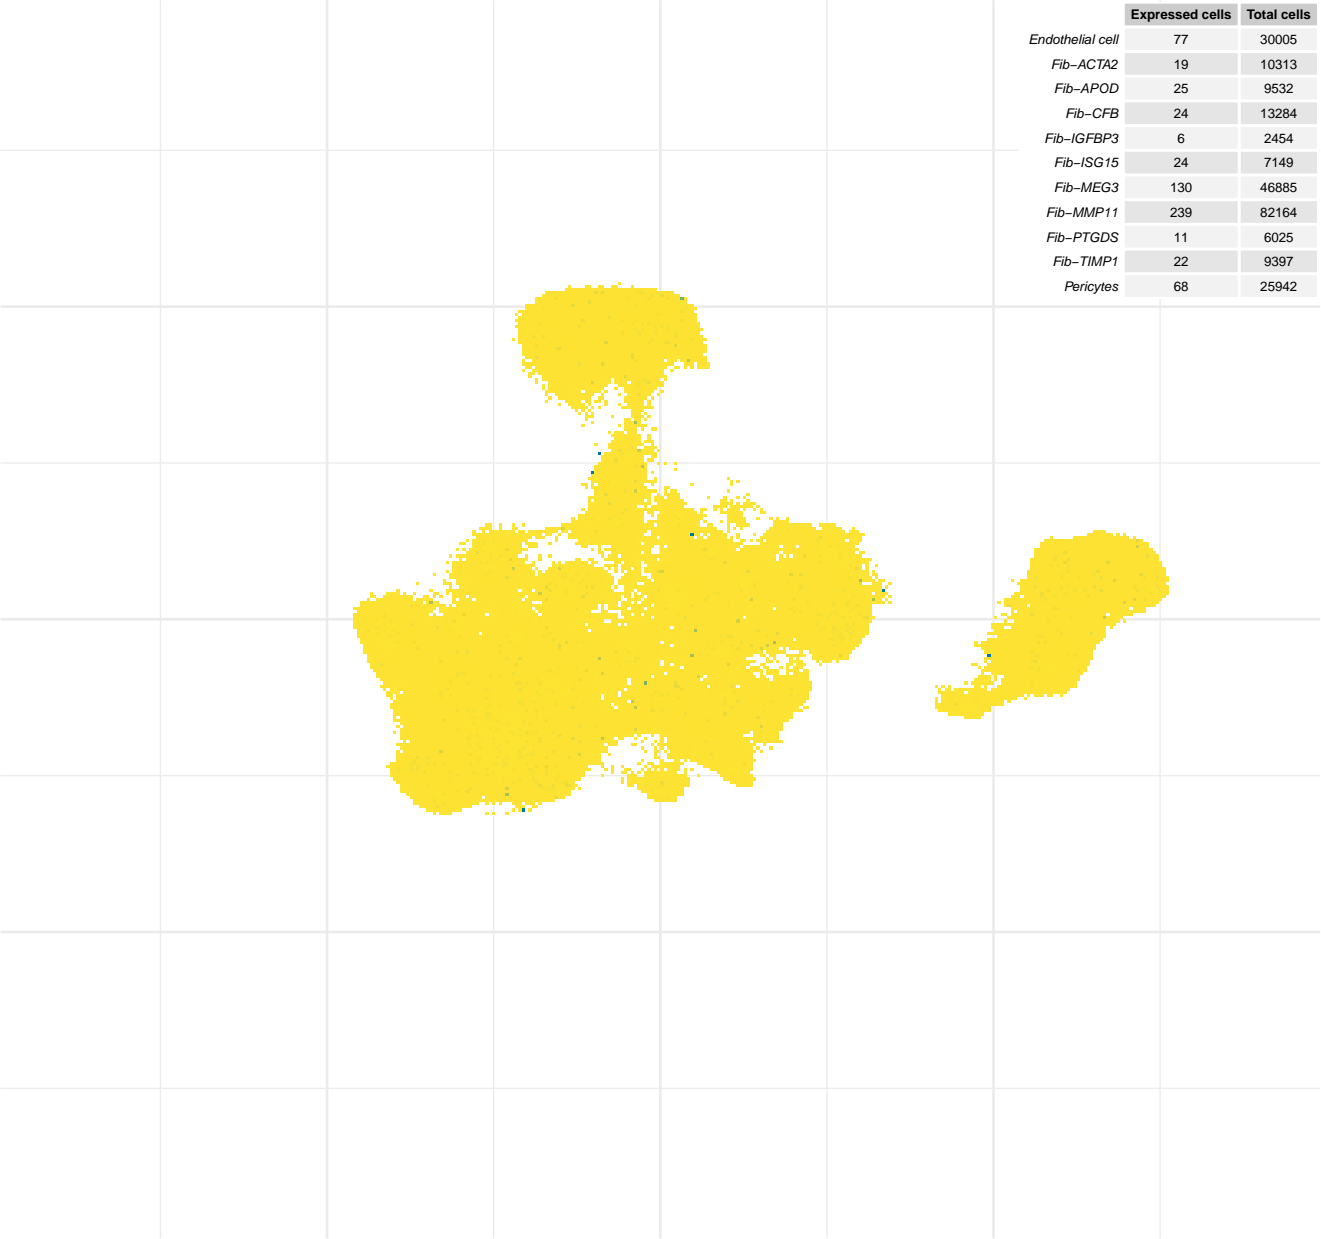 Expressed cells Total cells
Endothelial cell 77 30005
Fib−ACTA2 19 10313
Fib−APOD 25 9532
Fib−CFB 24 13284
Fib−IGFBP3 6 2454
Fib−ISG15 24 7149
Fib−MEG3 130 46885
Fib−MMP11 239 82164
Fib−PTGDS 11 6025
Fib−TIMP1 22 9397
Pericytes 68 25942